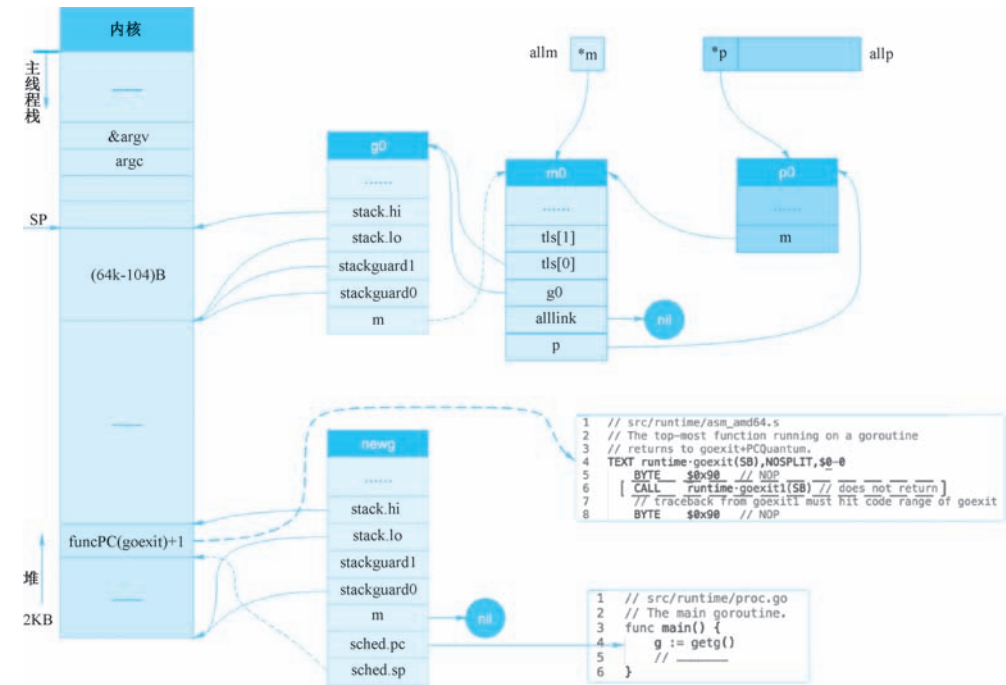 内核
主线程栈
&argv
argc
SP
(64k-104)B
funcPC(goexit)+1
堆
2KB
g0
......
stack.hi
stack.lo
stackguard1
stackguard0
m
allm
*m
m0
......
tls[1]
tls[0]
g0
alllink
nil
p
*p
allp
p0
......
m
newg
......
stack.hi
stack.lo
stackguard1
stackguard0
m
nil
sched.pc
sched.sp
1 // src/runtime/asm_amd64.s
2 // The top-most function running on a goroutine
3 // returns to goexit+PCQuantum.
4 TEXT runtime·goexit(SB),NOSPLIT,$0-0
5 BYTE $0x90 // NOP
6 [ CALL runtime·goexit1(SB) // does not return ]
7 // traceback from goexit1 must hit code range of goexit
8 BYTE $0x90 // NOP
1 // src/runtime/proc.go
2 // The main goroutine.
3 func main() {
4 g := getg()
5 // ________
6 }